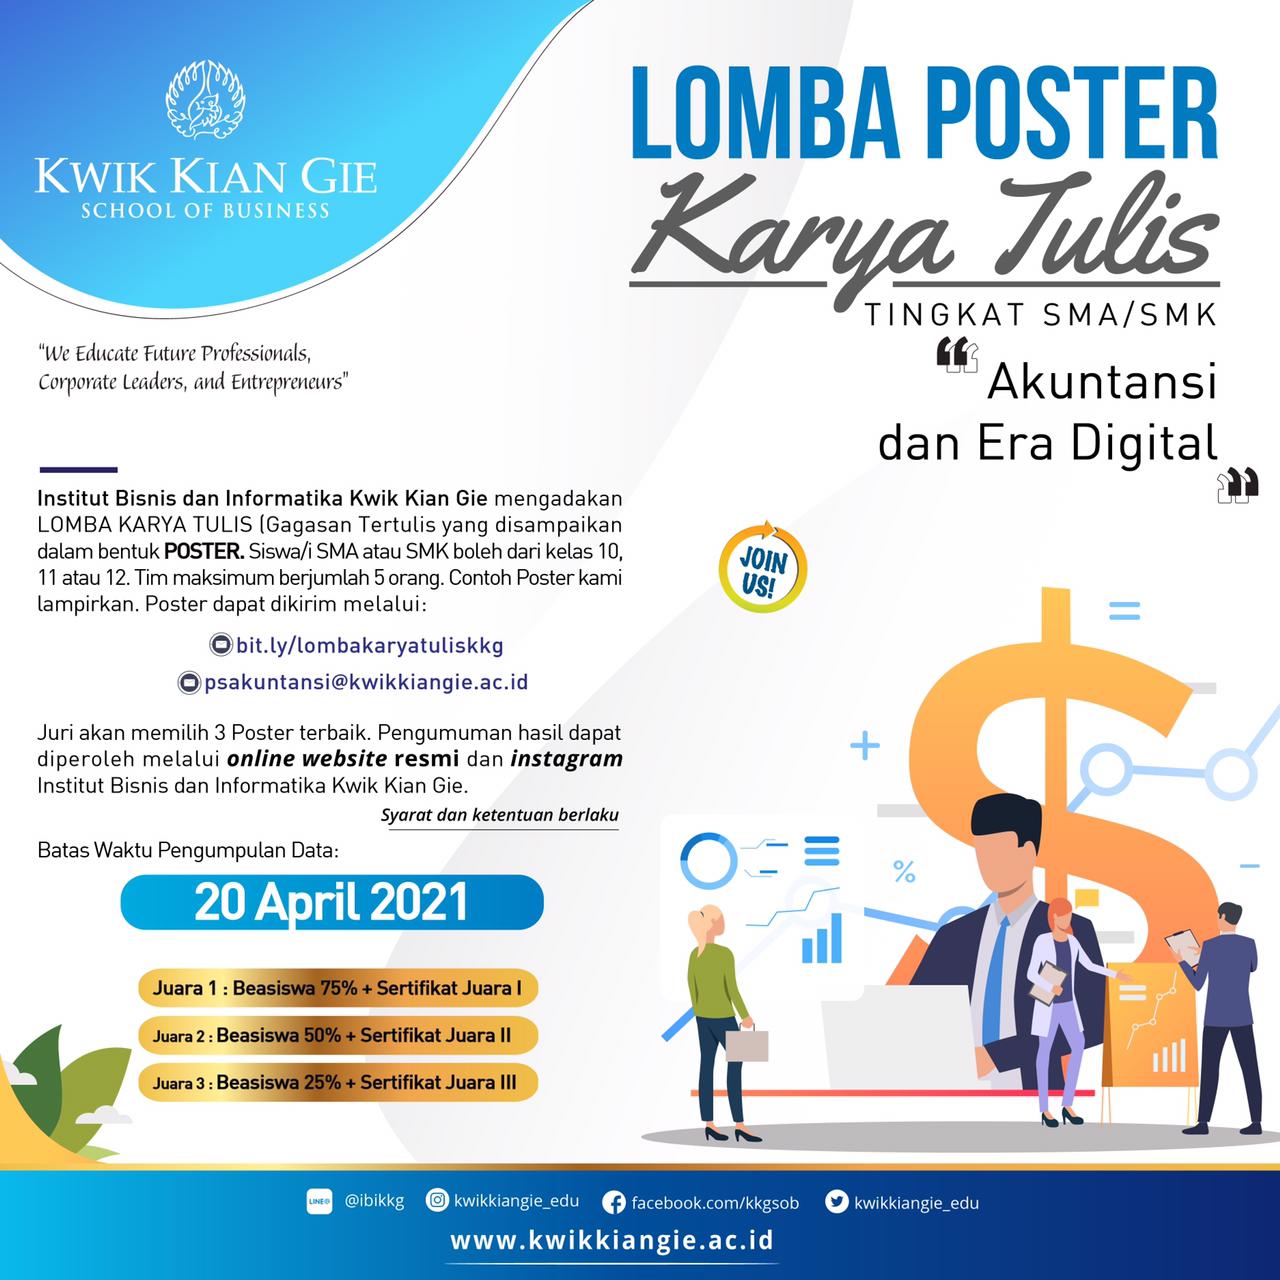 KWIK KIAN GIE
SCHOOL OF BUSINESS
"We Educate Future Professionals,
Corporate Leaders, and Entrepreneurs"
LOMBA POSTER
Karya Tulis
TINGKAT SMA/SMK
“ Akuntansi
dan Era Digital ”
Institut Bisnis dan Informatika Kwik Kian Gie mengadakan
LOMBA KARYA TULIS (Gagasan Tertulis yang disampaikan
dalam bentuk POSTER. Siswa/i SMA atau SMK boleh dari kelas 10,
11 atau 12. Tim maksimum berjumlah 5 orang. Contoh Poster kami
lampirkan. Poster dapat dikirim melalui:
bit.ly/lombakaryatuliskkg
psakuntansi@kwikkiangie.ac.id
Juri akan memilih 3 Poster terbaik. Pengumuman hasil dapat
diperoleh melalui online website resmi dan instagram
Institut Bisnis dan Informatika Kwik Kian Gie.
Syarat dan ketentuan berlaku
Batas Waktu Pengumpulan Data:
20 April 2021
Juara 1 : Beasiswa 75% + Sertifikat Juara I
Juara 2 : Beasiswa 50% + Sertifikat Juara II
Juara 3 : Beasiswa 25% + Sertifikat Juara III
JOIN
US!
%
LINE@ @ibikkg kwikkiangie_edu facebook.com/kkgsob kwikkiangie_edu
www.kwikkiangie.ac.id